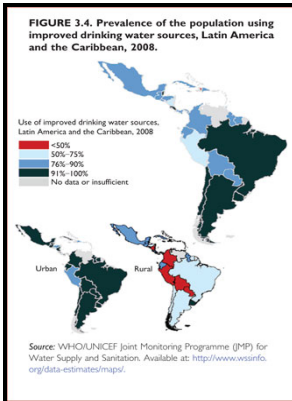 FIGURE 3.4. Prevalence of the population using
improved drinking water sources, Latin America
and the Caribbean, 2008.
Use of improved drinking water sources,
Latin America and the Caribbean, 2008
<50%
50%–75%
76%–90%
91%–100%
No data or insufficient
Urban
Rural
Source: WHO/UNICEF Joint Monitoring Programme (JMP) for
Water Supply and Sanitation. Available at: http://www.wssinfo.
org/data-estimates/maps/.